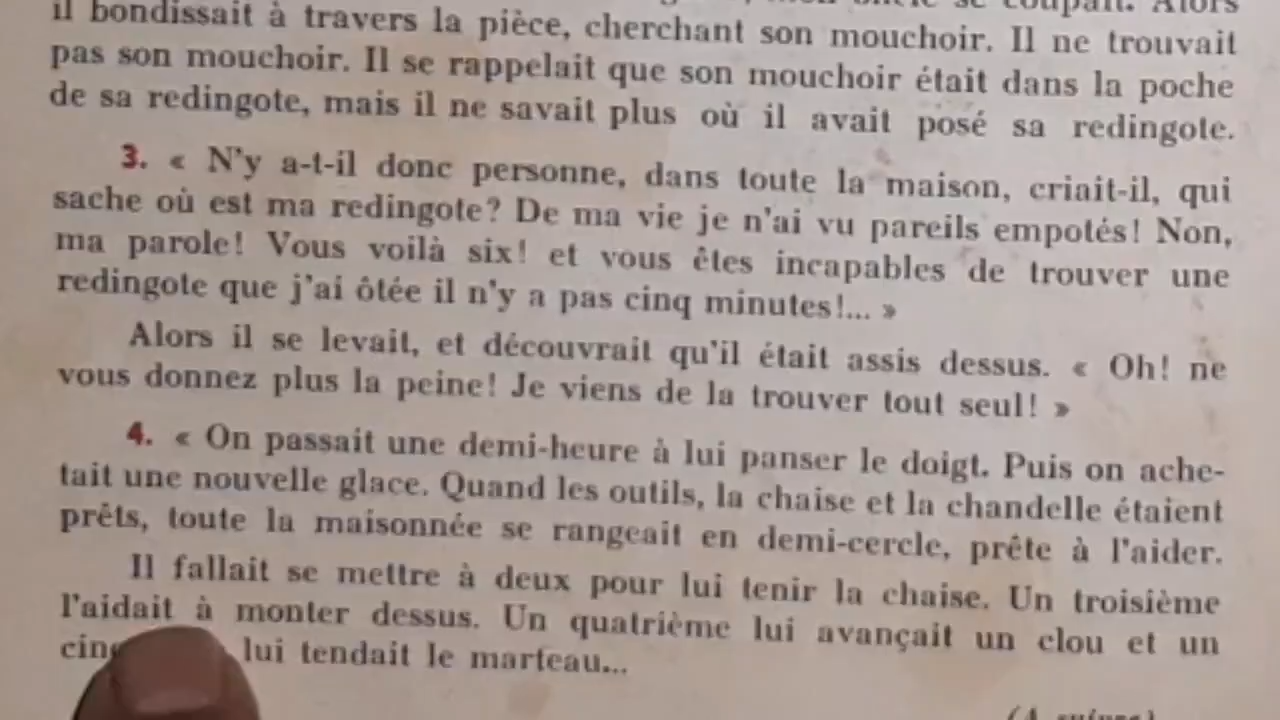 il bondissait à travers la pièce, cherchant son mouchoir. Il ne trouvait
pas son mouchoir. Il se rappelait que son mouchoir était dans la poche
de sa redingote, mais il ne savait plus où il avait posé sa redingote.
3. « N'y a-t-il donc personne, dans toute la maison, criait-il, qui
sache où est ma redingote? De ma vie je n'ai vu pareils empotés! Non,
ma parole! Vous voilà six! et vous êtes incapables de trouver une
redingote que j'ai ôtée il n'y a pas cinq minutes!... »
Alors il se levait, et découvrait qu'il était assis dessus. « Oh! ne
vous donnez plus la peine! Je viens de la trouver tout seul! »
4. « On passait une demi-heure à lui panser le doigt. Puis on ache-
tait une nouvelle glace. Quand les outils, la chaise et la chandelle étaient
prêts, toute la maisonnée se rangeait en demi-cercle, prête à l'aider.
Il fallait se mettre à deux pour lui tenir la chaise. Un troisième
l'aidait à monter dessus. Un quatrième lui avançait un clou et un
lui tendait le marteau...